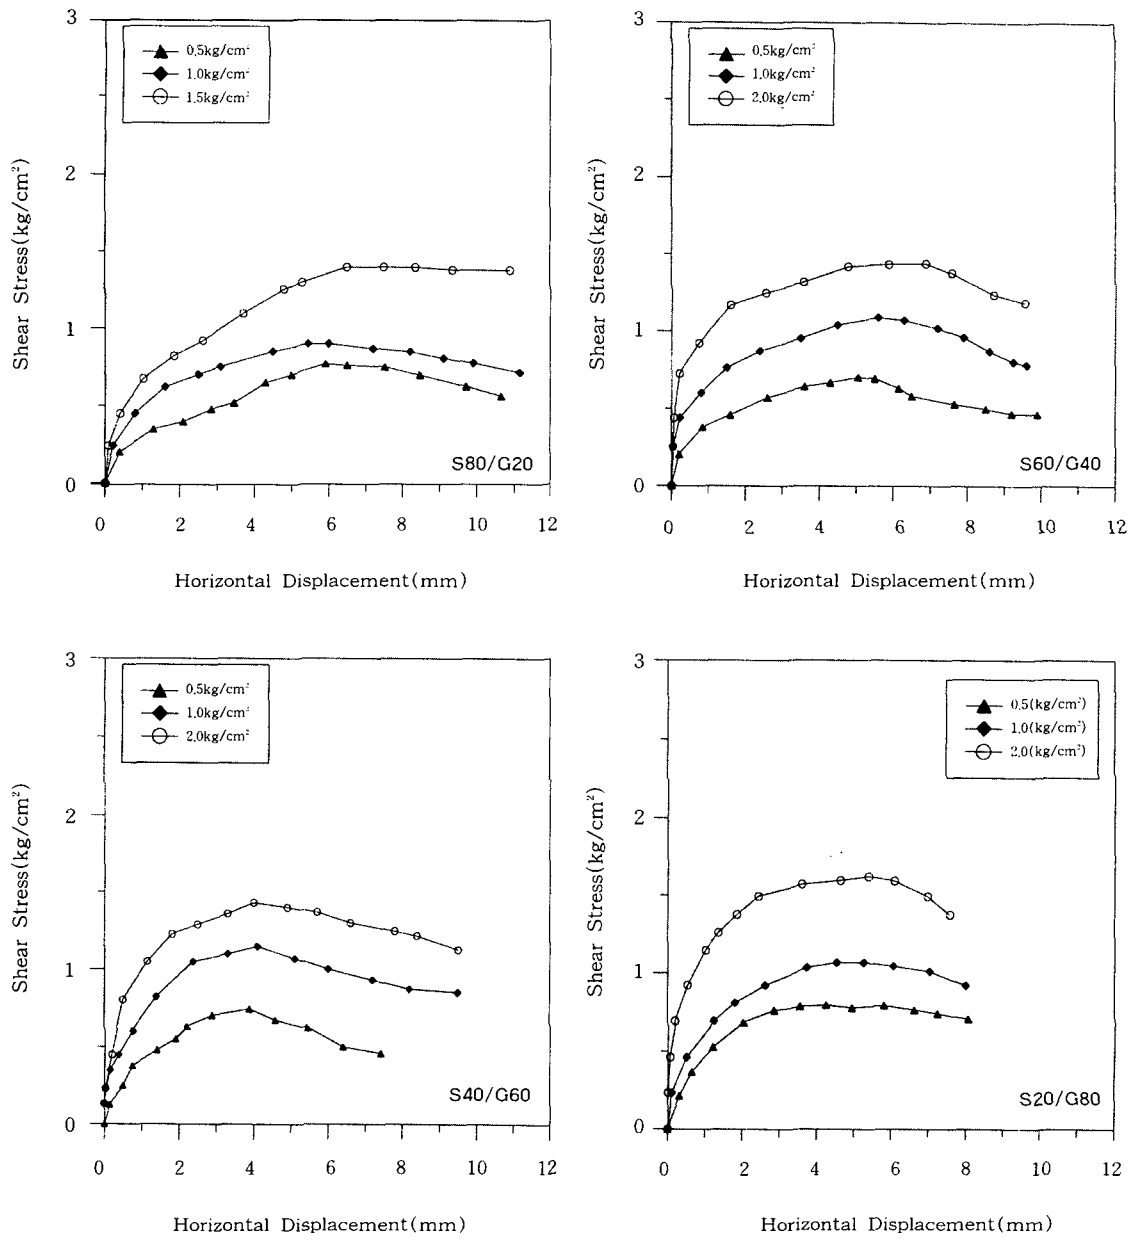 3
0.5kg/cm²
1.0kg/cm²
1.5kg/cm²
2
1
0
S80/G20
0 2 4 6 8 10 12
Shear Stress(kg/cm²)
Horizontal Displacement(mm)
3
0.5kg/cm²
1.0kg/cm²
2.0kg/cm²
2
1
0
S60/G40
0 2 4 6 8 10 12
Shear Stress(kg/cm²)
Horizontal Displacement(mm)
3
0.5kg/cm²
1.0kg/cm²
2.0kg/cm²
2
1
0
S40/G60
0 2 4 6 8 10 12
Shear Stress(kg/cm²)
Horizontal Displacement(mm)
3
0.5(kg/cm²)
1.0(kg/cm²)
2.0(kg/cm²)
2
1
0
S20/G80
0 2 4 6 8 10 12
Shear Stress(kg/cm²)
Horizontal Displacement(mm)